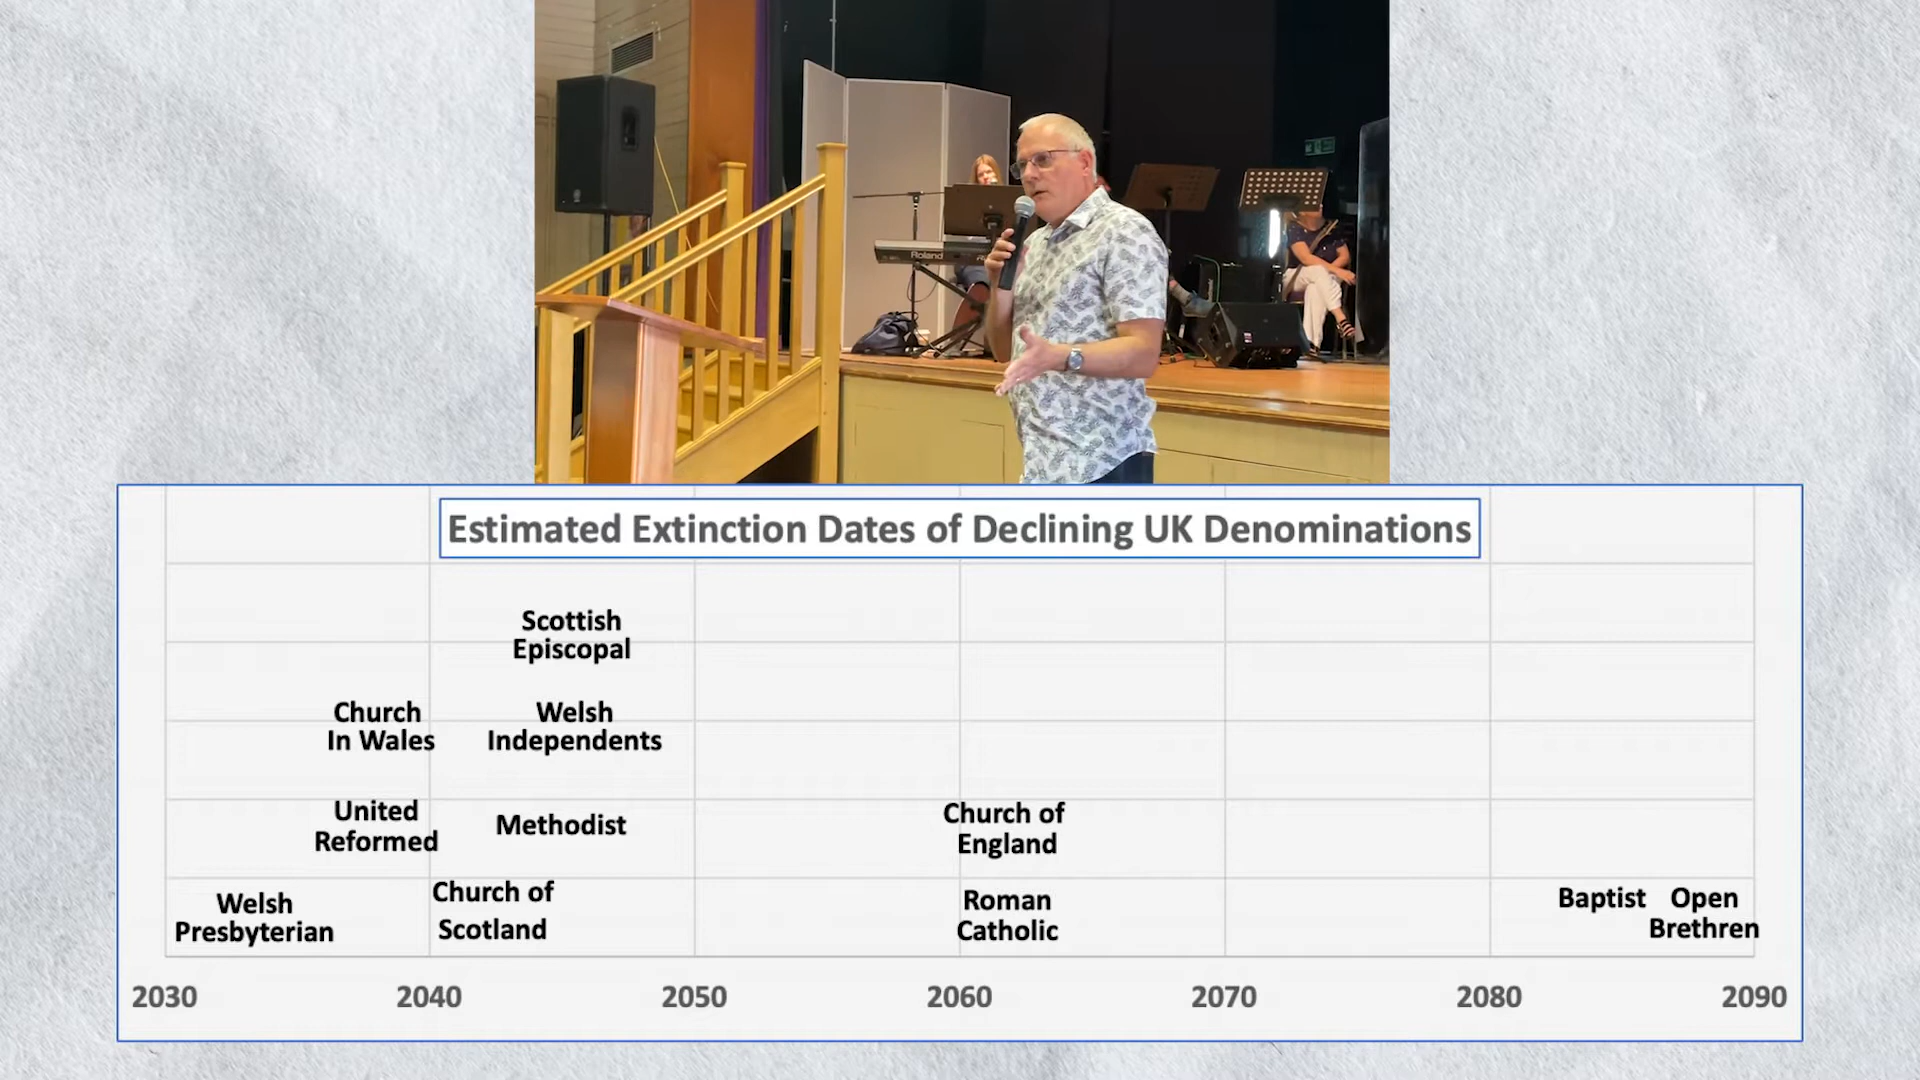 Roland
Estimated Extinction Dates of Declining UK Denominations
Scottish
Episcopal
Church
In Wales
Welsh
Independents
United
Reformed
Methodist
Church of
England
Welsh
Presbyterian
Church of
Scotland
Roman
Catholic
Baptist
Open
Brethren
2030
2040
2050
2060
2070
2080
2090